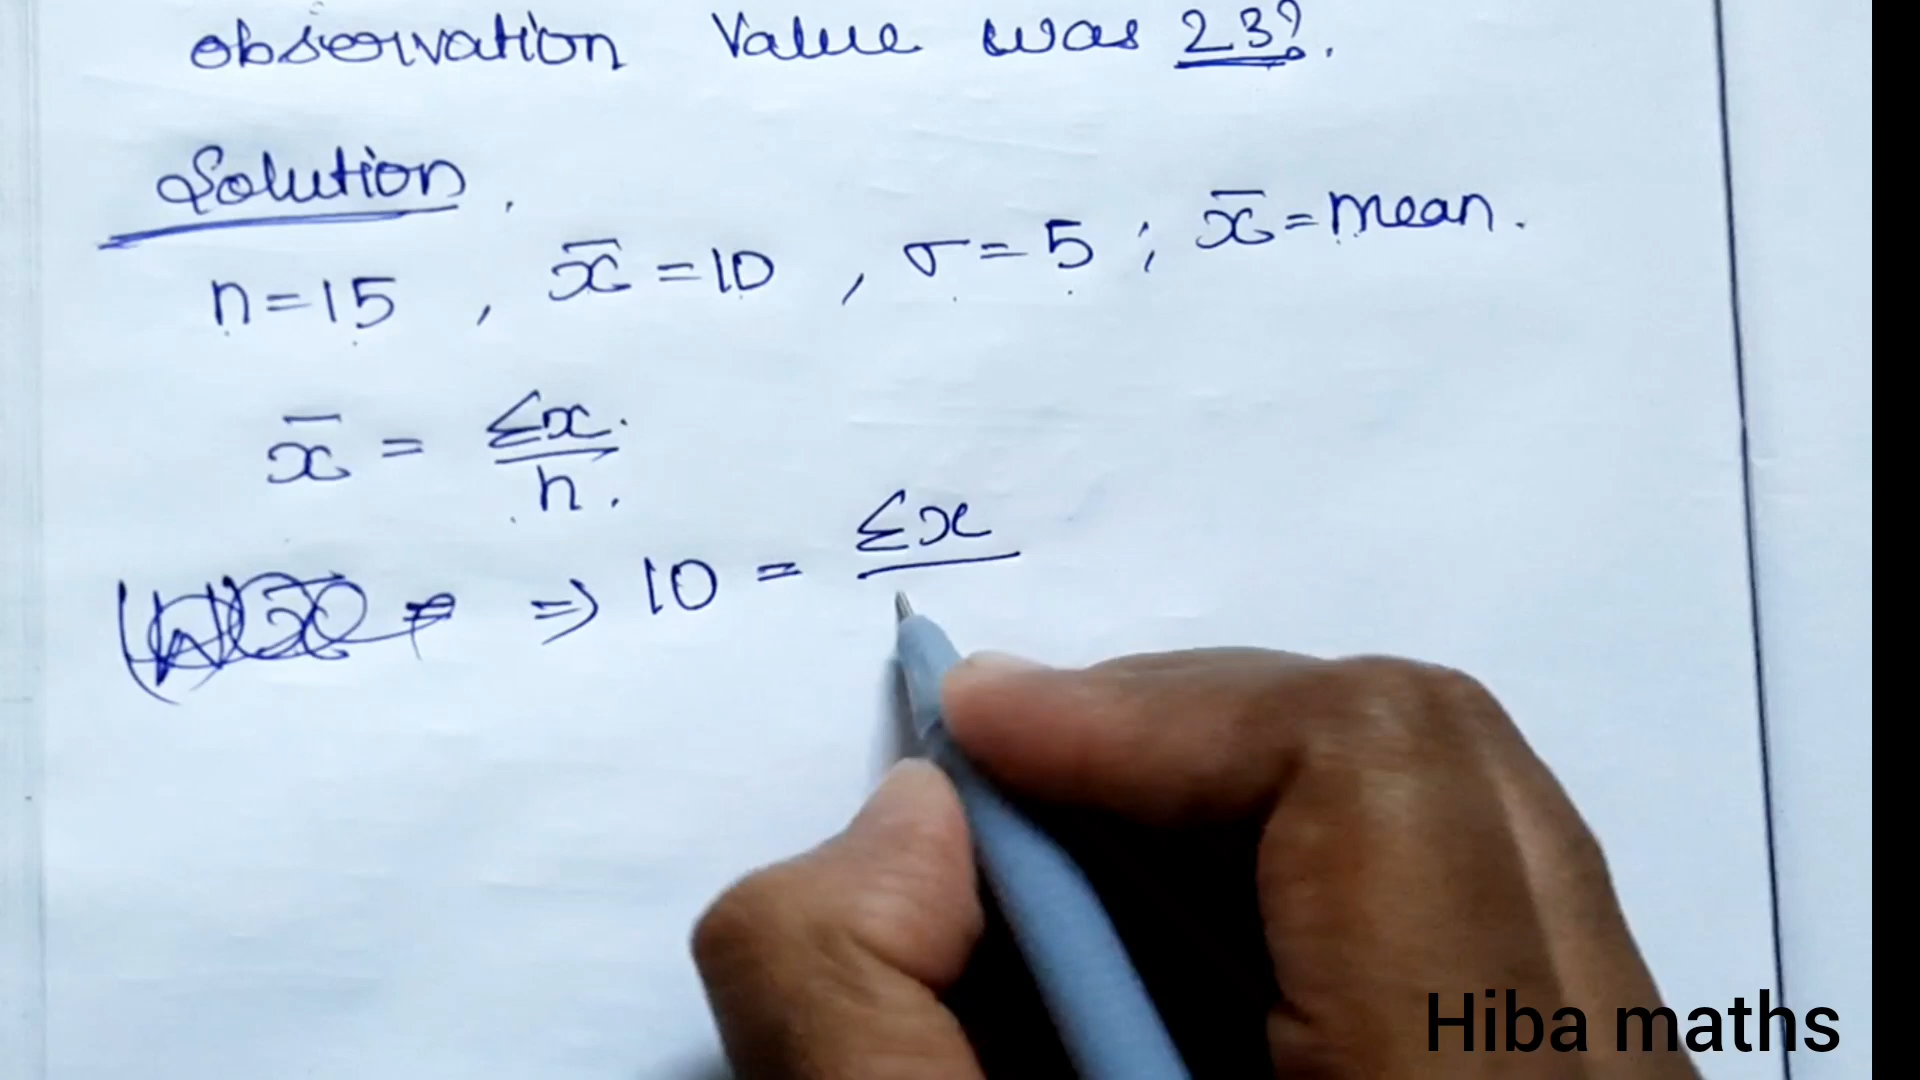 observation Value was 23?.
Solution.
n=15 , x̄=10 , σ=5 ; x̄=mean.
x̄ = Σx/n.
⇒ 10 = Σx
Hiba maths